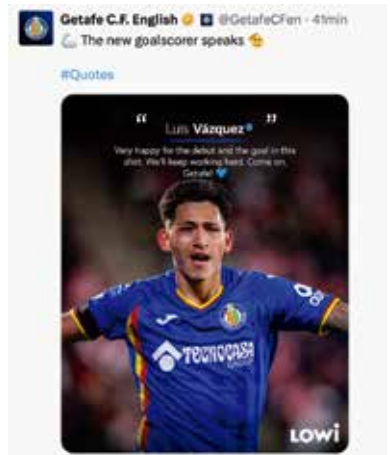 Getafe C.F. English @GetafeCFen · 41min
The new goalscorer speaks
#Quotes
“ ”
Luis Vázquez
Very happy for the debut and the goal in this
shirt. We'll keep working hard. Come on,
Getafe!
TECNOCASA
GROUP
LOWI